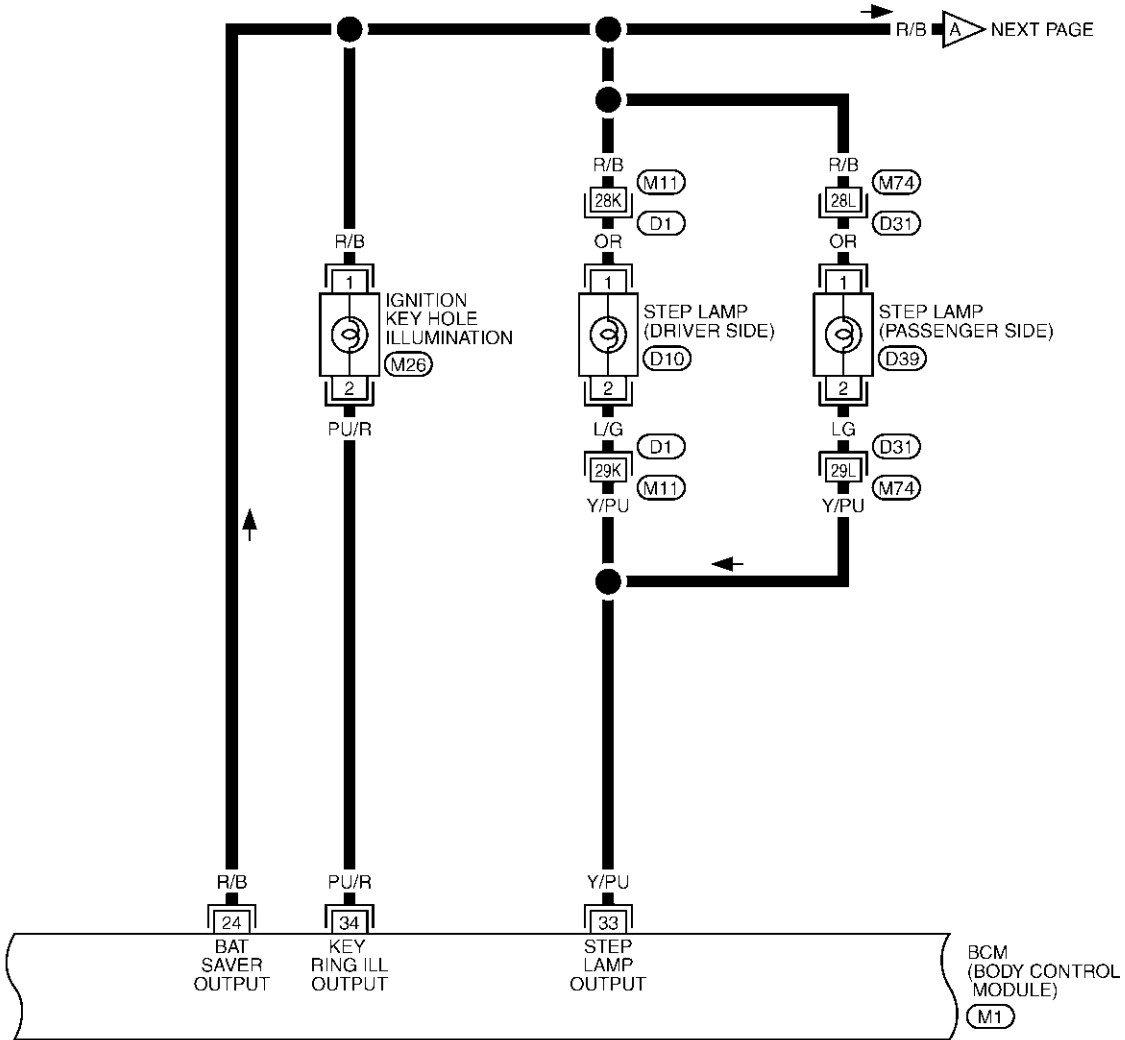 R/B A NEXT PAGE
R/B
R/B
M11
M74
28K
28L
D1
D31
R/B
OR
OR
1
1
1
IGNITION
KEY HOLE
ILLUMINATION
STEP LAMP
(DRIVER SIDE)
STEP LAMP
(PASSENGER SIDE)
M26
D10
D39
2
2
2
PU/R
L/G
LG
D1
D31
29K
29L
M11
M74
Y/PU
Y/PU
R/B
PU/R
Y/PU
24
34
33
BAT
SAVER
OUTPUT
KEY
RING ILL
OUTPUT
STEP
LAMP
OUTPUT
BCM
(BODY CONTROL
MODULE)
M1